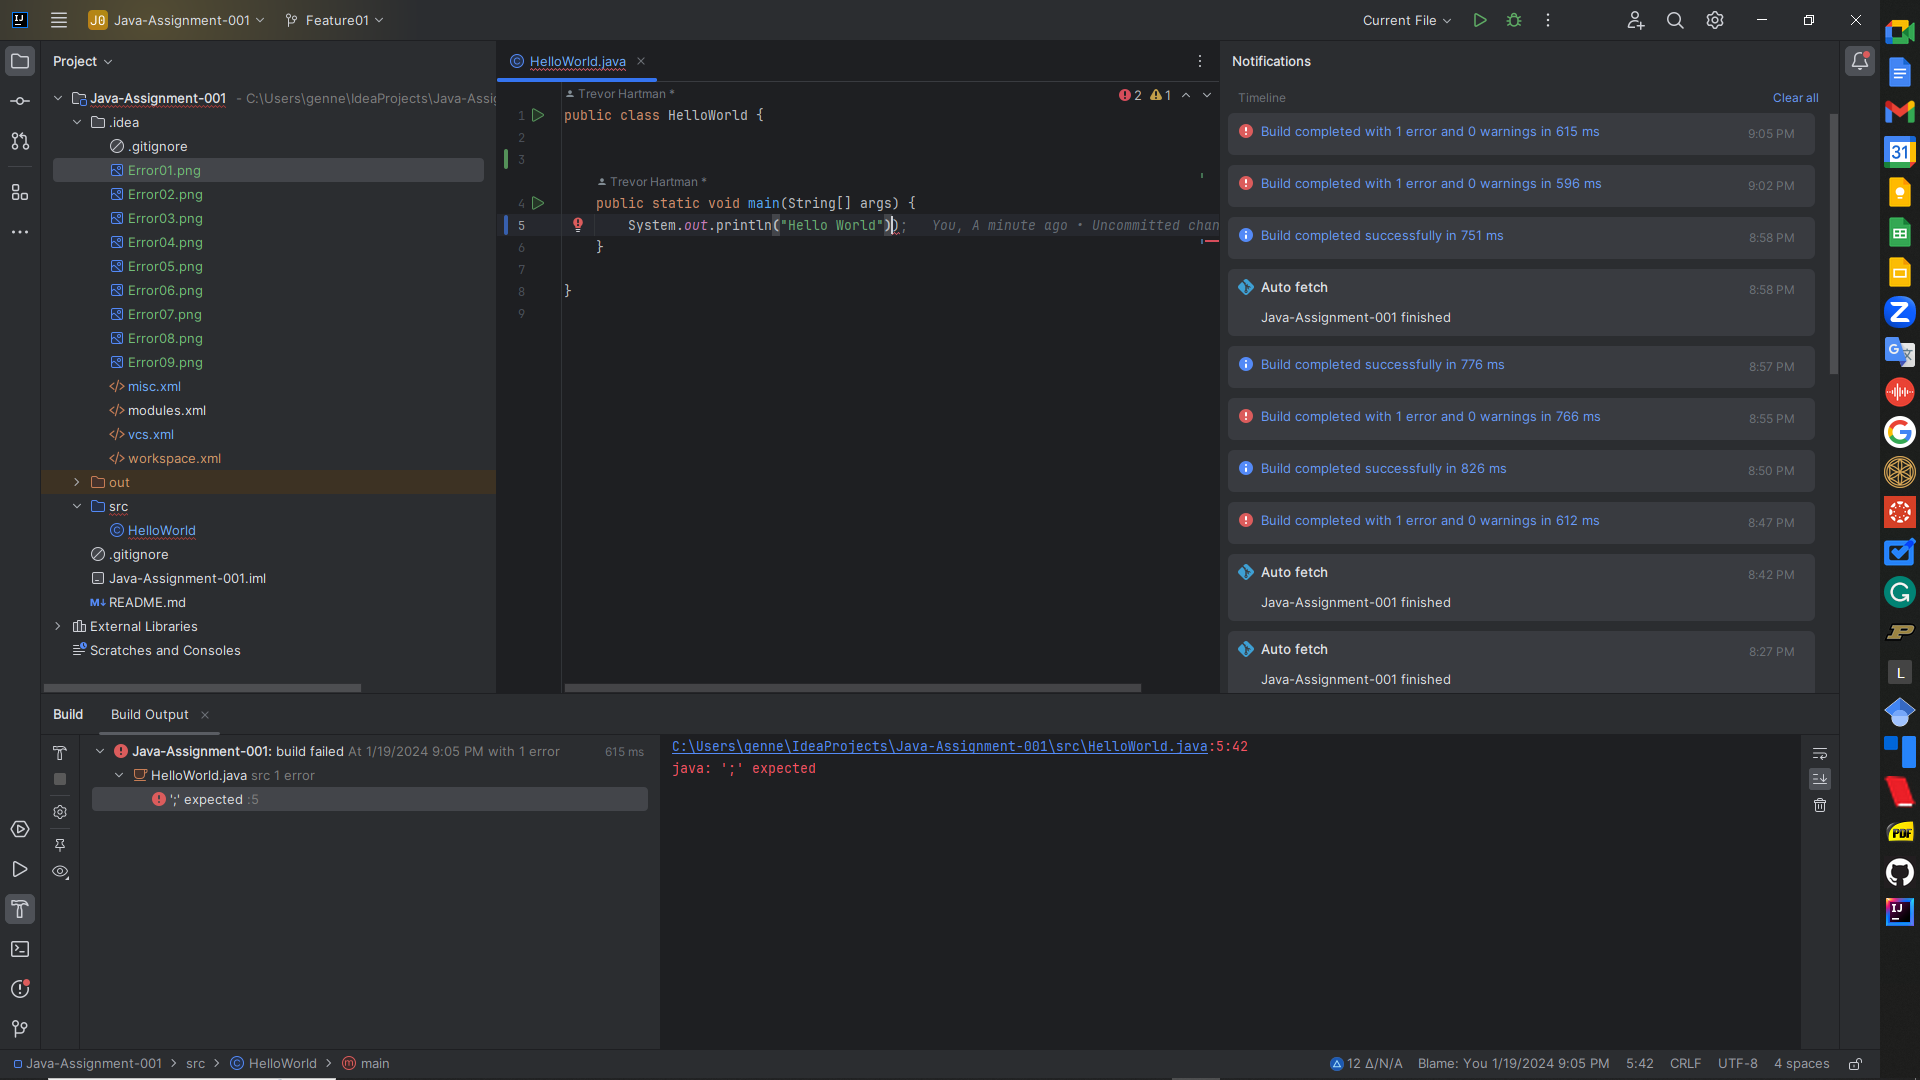 J0 Java-Assignment-001 Feature01 Current File
Project
Java-Assignment-001 - C:\Users\genne\IdeaProjects\Java-Assig
.idea
.gitignore
Error01.png
Error02.png
Error03.png
Error04.png
Error05.png
Error06.png
Error07.png
Error08.png
Error09.png
misc.xml
modules.xml
vcs.xml
workspace.xml
out
src
HelloWorld
.gitignore
Java-Assignment-001.iml
README.md
External Libraries
Scratches and Consoles
HelloWorld.java
Trevor Hartman *
2 1
1 public class HelloWorld {
2
3
Trevor Hartman *
4 public static void main(String[] args) {
5 System.out.println("Hello World")); You, A minute ago • Uncommitted chan
6 }
7
8 }
9
Notifications
Timeline Clear all
Build completed with 1 error and 0 warnings in 615 ms 9:05 PM
Build completed with 1 error and 0 warnings in 596 ms 9:02 PM
Build completed successfully in 751 ms 8:58 PM
Auto fetch 8:58 PM
Java-Assignment-001 finished
Build completed successfully in 776 ms 8:57 PM
Build completed with 1 error and 0 warnings in 766 ms 8:55 PM
Build completed successfully in 826 ms 8:50 PM
Build completed with 1 error and 0 warnings in 612 ms 8:47 PM
Auto fetch 8:42 PM
Java-Assignment-001 finished
Auto fetch 8:27 PM
Java-Assignment-001 finished
Build Build Output
Java-Assignment-001: build failed At 1/19/2024 9:05 PM with 1 error 615 ms
HelloWorld.java src 1 error
';' expected :5
C:\Users\genne\IdeaProjects\Java-Assignment-001\src\HelloWorld.java:5:42
java: ';' expected
Java-Assignment-001 > src > HelloWorld > main
12 Δ/N/A Blame: You 1/19/2024 9:05 PM 5:42 CRLF UTF-8 4 spaces
31
L
PDF
IJ